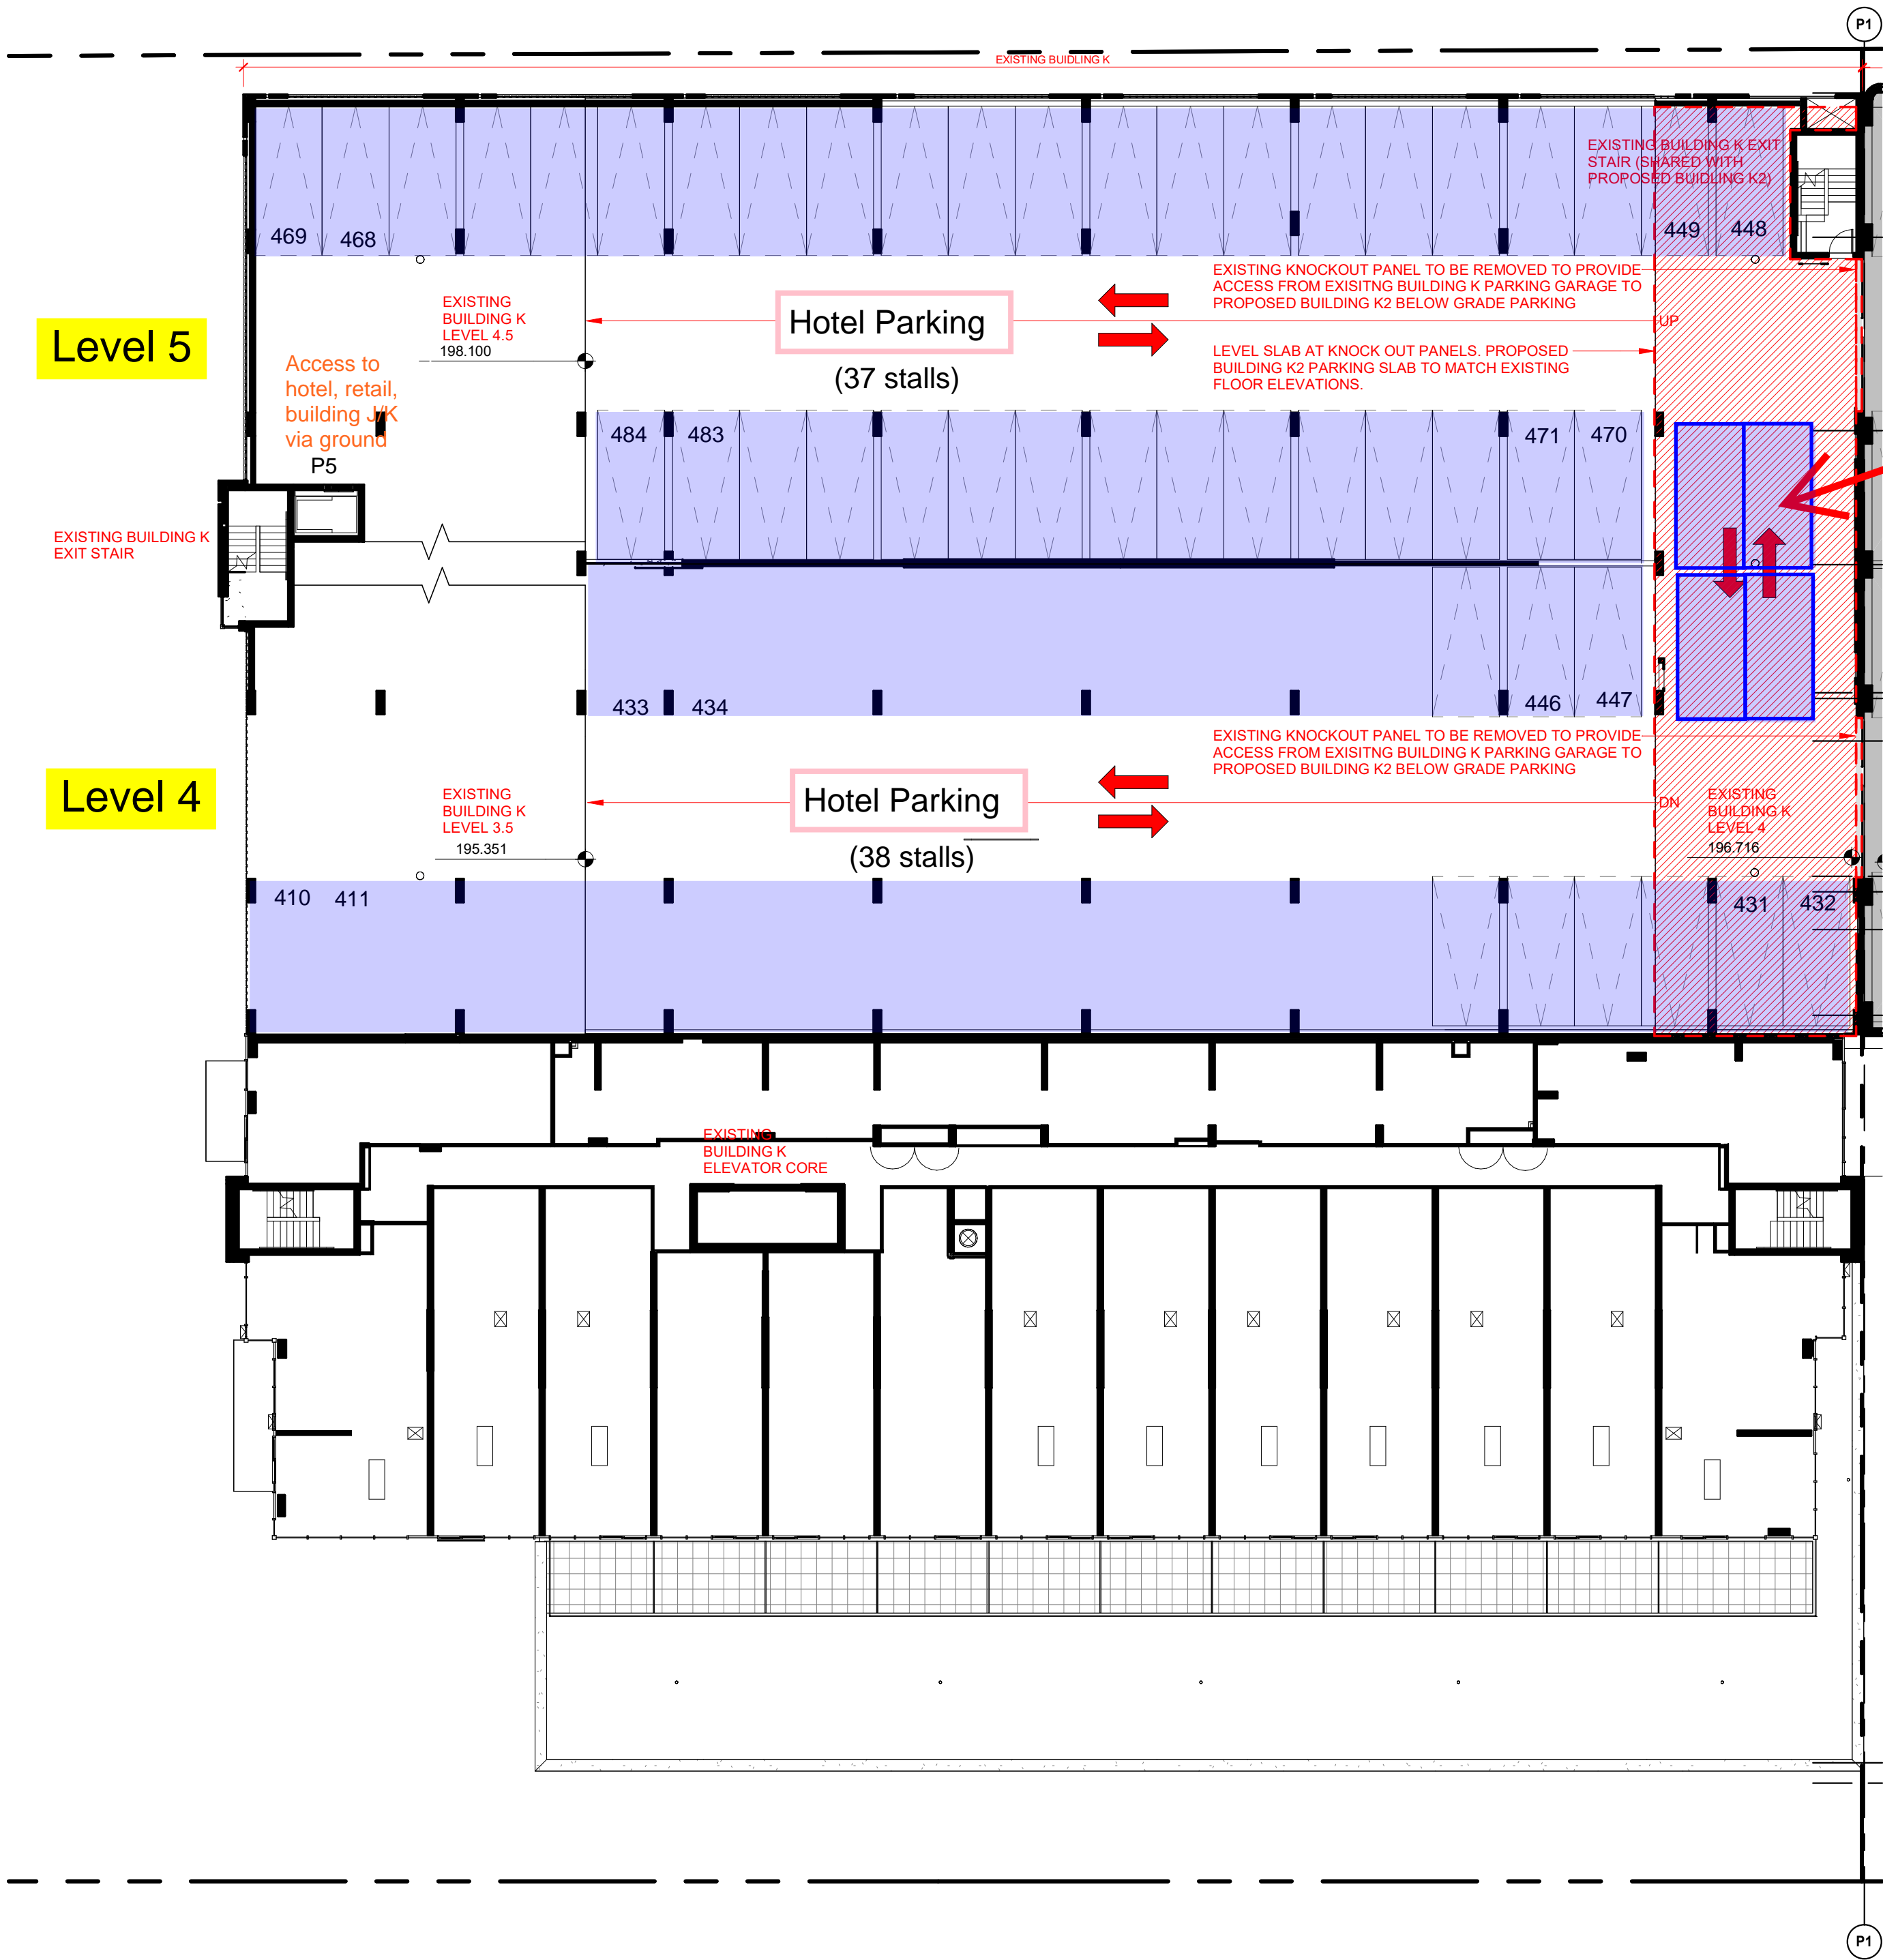 P1
EXISTING BUIDLING K
EXISTING BUILDING K EXIT
STAIR (SHARED WITH
PROPOSED BUIDLING K2)
469
468
449
448
EXISTING KNOCKOUT PANEL TO BE REMOVED TO PROVIDE
ACCESS FROM EXISITNG BUILDING K PARKING GARAGE TO
PROPOSED BUILDING K2 BELOW GRADE PARKING
EXISTING
BUILDING K
LEVEL 4.5
198.100
Hotel Parking
(37 stalls)
UP
Level 5
LEVEL SLAB AT KNOCK OUT PANELS. PROPOSED
BUILDING K2 PARKING SLAB TO MATCH EXISTING
FLOOR ELEVATIONS.
Access to
hotel, retail,
building J/K
via ground
P5
484
483
471
470
EXISTING BUILDING K
EXIT STAIR
433
434
446
447
EXISTING KNOCKOUT PANEL TO BE REMOVED TO PROVIDE
ACCESS FROM EXISITNG BUILDING K PARKING GARAGE TO
PROPOSED BUILDING K2 BELOW GRADE PARKING
Level 4
EXISTING
BUILDING K
LEVEL 3.5
195.351
Hotel Parking
(38 stalls)
DN
EXISTING
BUILDING K
LEVEL 4
196.716
410
411
431
432
EXISTING
BUILDING K
ELEVATOR CORE
P1